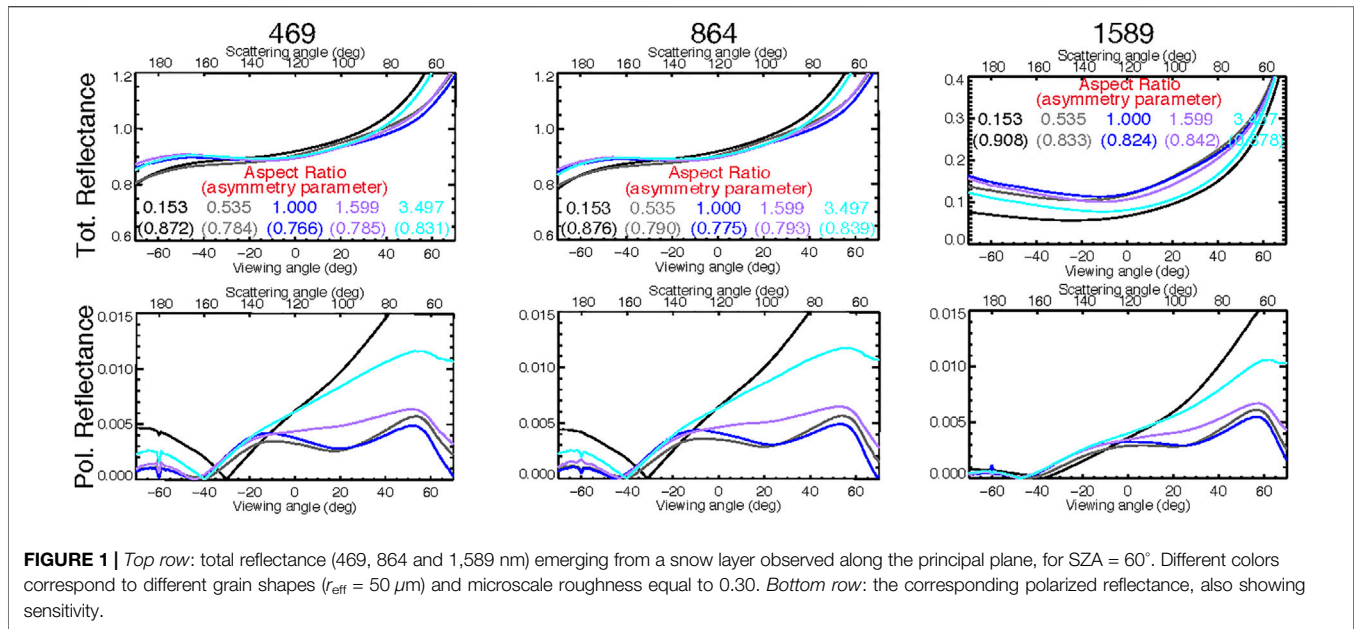 469 864 1589
Scattering angle (deg) Scattering angle (deg) Scattering angle (deg)
180 160 140 120 100 80 60 180 160 140 120 100 80 60 180 160 140 120 100 80 60
Tot. Reflectance
1.2
1.0
0.8
0.6
Aspect Ratio
(asymmetry parameter)
0.153 0.535 1.000 1.599 3.497
(0.872) (0.784) (0.766) (0.785) (0.831)
−60 −40 −20 0 20 40 60
Viewing angle (deg)
1.2
1.0
0.8
0.6
Aspect Ratio
(asymmetry parameter)
0.153 0.535 1.000 1.599 3.497
(0.876) (0.790) (0.775) (0.793) (0.839)
−60 −40 −20 0 20 40 60
Viewing angle (deg)
0.4
0.3
0.2
0.1
0.0
Aspect Ratio
(asymmetry parameter)
0.153 0.535 1.000 1.599
(0.908) (0.833) (0.824) (0.842)
−60 −40 −20 0 20 40 60
Viewing angle (deg)
Scattering angle (deg) Scattering angle (deg) Scattering angle (deg)
180 160 140 120 100 80 60 180 160 140 120 100 80 60 180 160 140 120 100 80 60
Pol. Reflectance
0.015
0.010
0.005
0.000
−60 −40 −20 0 20 40 60
Viewing angle (deg)
0.015
0.010
0.005
0.000
−60 −40 −20 0 20 40 60
Viewing angle (deg)
0.015
0.010
0.005
0.000
−60 −40 −20 0 20 40 60
Viewing angle (deg)
FIGURE 1 | Top row: total reflectance (469, 864 and 1,589 nm) emerging from a snow layer observed along the principal plane, for SZA = 60°. Different colors
correspond to different grain shapes (r_eff = 50 µm) and microscale roughness equal to 0.30. Bottom row: the corresponding polarized reflectance, also showing
sensitivity.